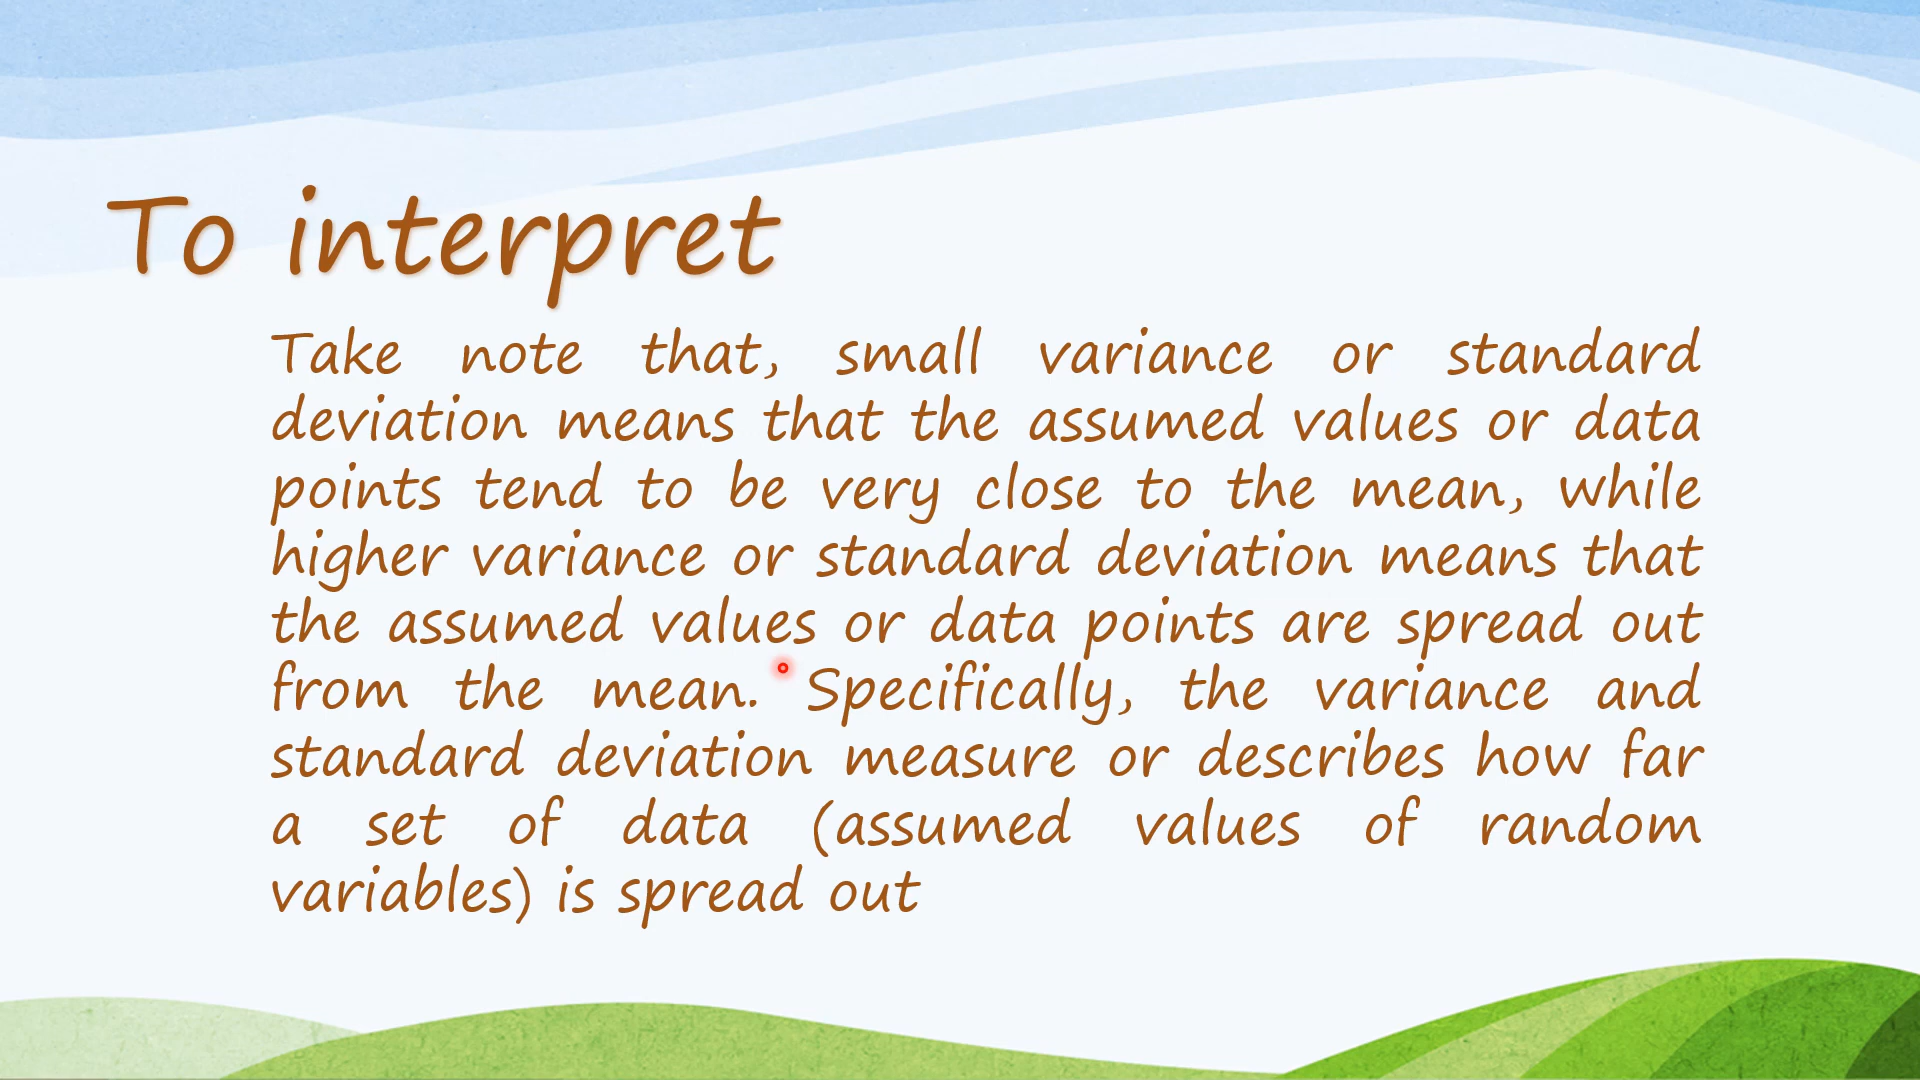 To interpret
Take note that, small variance or standard
deviation means that the assumed values or data
points tend to be very close to the mean, while
higher variance or standard deviation means that
the assumed values or data points are spread out
from the mean. Specifically, the variance and
standard deviation measure or describes how far
a set of data (assumed values of random
variables) is spread out